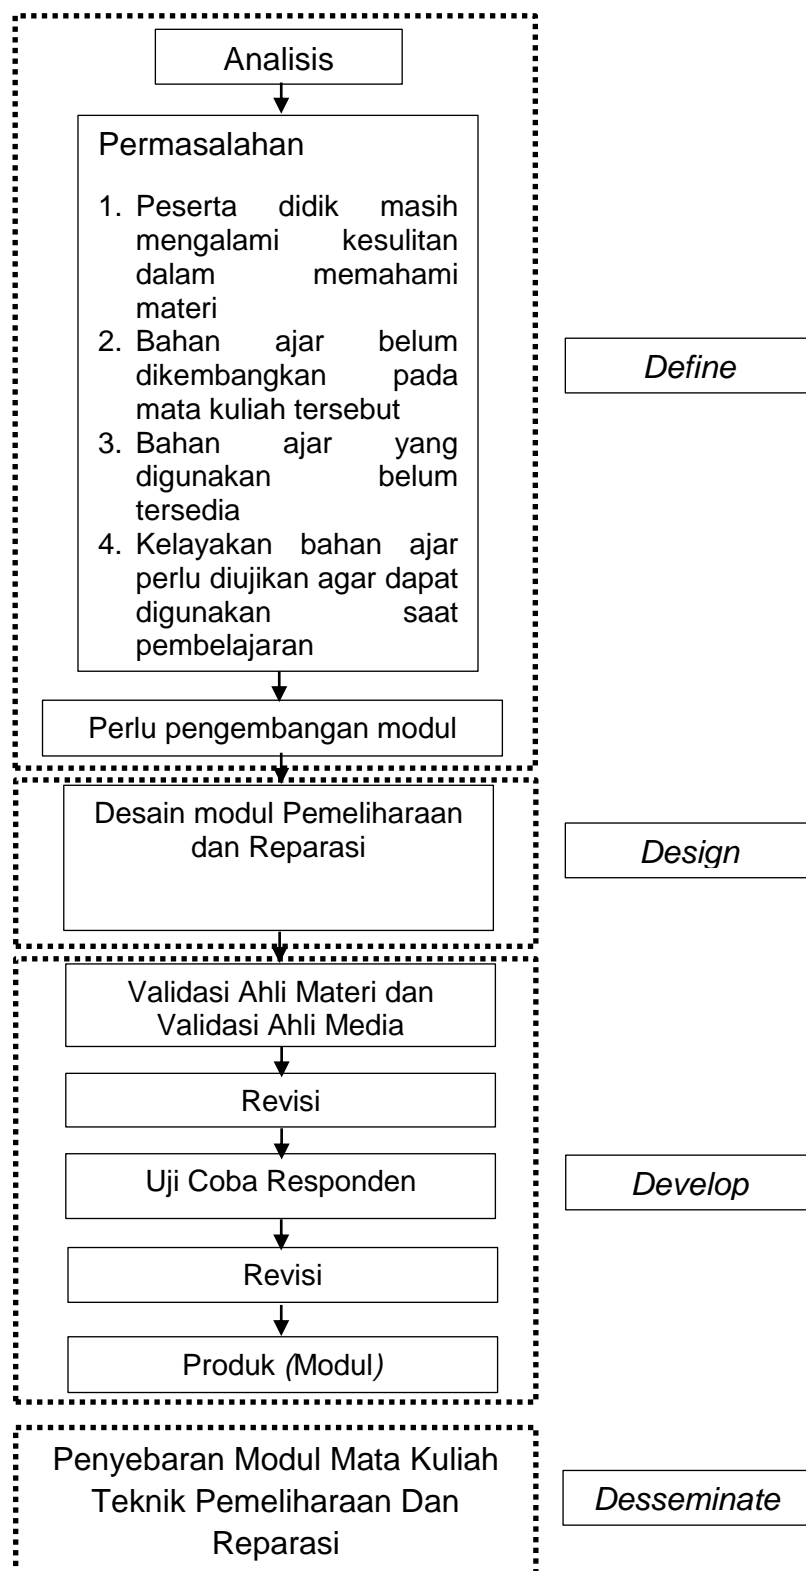 Analisis
Permasalahan
1. Peserta didik masih
mengalami kesulitan
dalam memahami
materi
2. Bahan ajar belum
dikembangkan pada
mata kuliah tersebut
3. Bahan ajar yang
digunakan belum
tersedia
4. Kelayakan bahan ajar
perlu diujikan agar dapat
digunakan saat
pembelajaran
Define
Perlu pengembangan modul
Desain modul Pemeliharaan
dan Reparasi
Design
Validasi Ahli Materi dan
Validasi Ahli Media
Revisi
Uji Coba Responden
Develop
Revisi
Produk (Modul)
Penyebaran Modul Mata Kuliah
Teknik Pemeliharaan Dan
Reparasi
Desseminate